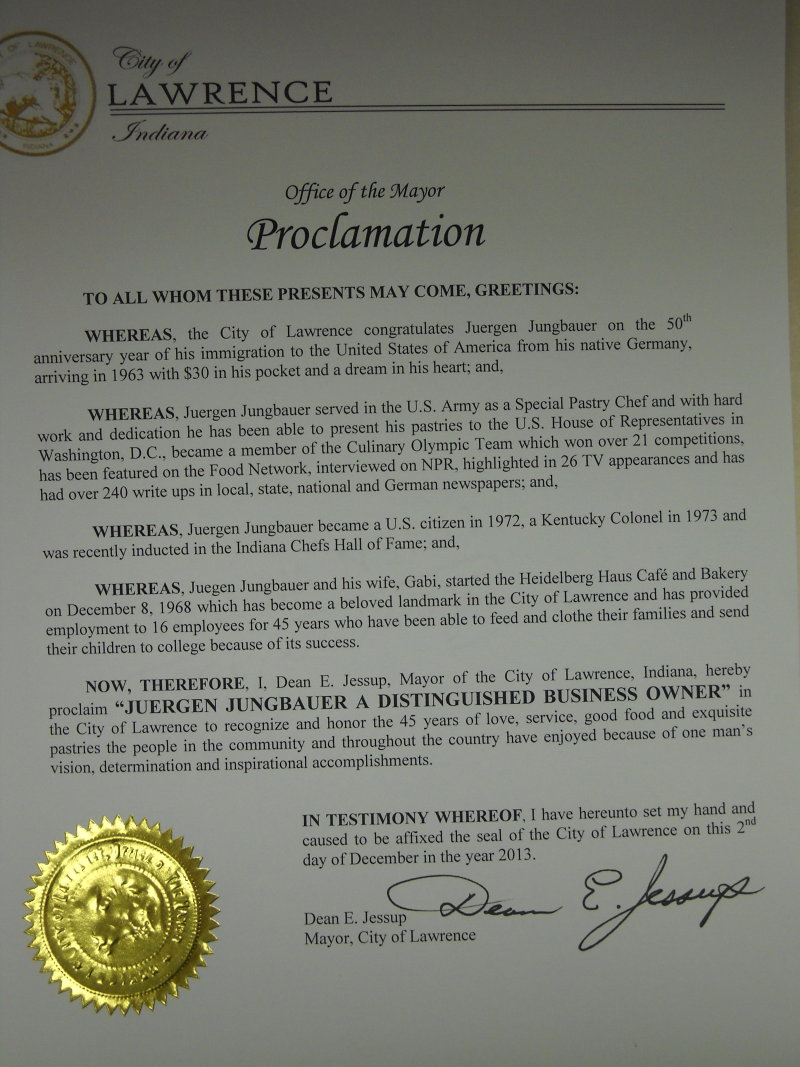 OF LAWRENCE
INDIANA
City of
LAWRENCE
Indiana
Office of the Mayor
Proclamation
TO ALL WHOM THESE PRESENTS MAY COME, GREETINGS:
WHEREAS, the City of Lawrence congratulates Juergen Jungbauer on the 50th
anniversary year of his immigration to the United States of America from his native Germany,
arriving in 1963 with $30 in his pocket and a dream in his heart; and,
WHEREAS, Juergen Jungbauer served in the U.S. Army as a Special Pastry Chef and with hard
work and dedication he has been able to present his pastries to the U.S. House of Representatives in
Washington, D.C., became a member of the Culinary Olympic Team which won over 21 competitions,
has been featured on the Food Network, interviewed on NPR, highlighted in 26 TV appearances and has
had over 240 write ups in local, state, national and German newspapers; and,
WHEREAS, Juergen Jungbauer became a U.S. citizen in 1972, a Kentucky Colonel in 1973 and
was recently inducted in the Indiana Chefs Hall of Fame; and,
WHEREAS, Juegen Jungbauer and his wife, Gabi, started the Heidelberg Haus Café and Bakery
on December 8, 1968 which has become a beloved landmark in the City of Lawrence and has provided
employment to 16 employees for 45 years who have been able to feed and clothe their families and send
their children to college because of its success.
NOW, THEREFORE, I, Dean E. Jessup, Mayor of the City of Lawrence, Indiana, hereby
proclaim “JUERGEN JUNGBAUER A DISTINGUISHED BUSINESS OWNER” in
the City of Lawrence to recognize and honor the 45 years of love, service, good food and exquisite
pastries the people in the community and throughout the country have enjoyed because of one man’s
vision, determination and inspirational accomplishments.
IN TESTIMONY WHEREOF, I have hereunto set my hand and
caused to be affixed the seal of the City of Lawrence on this 2nd
day of December in the year 2013.
Dean E. Jessup
Dean E. Jessup
Mayor, City of Lawrence